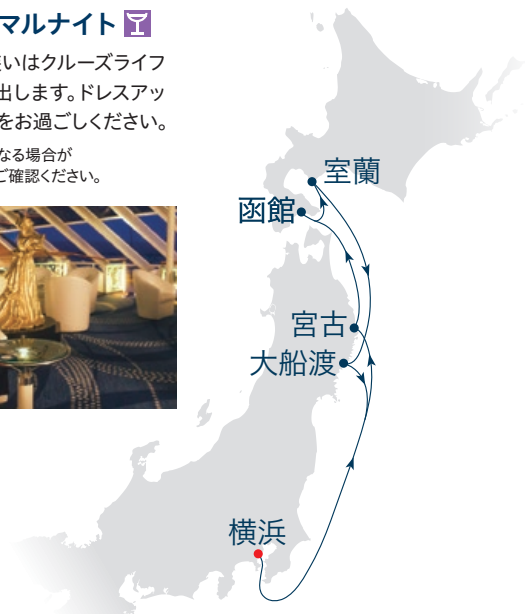 マルナイト
いはクルーズライフ
出します。ドレスアッ
をお過ごしください。
なる場合が
ご確認ください。
室蘭
函館
宮古
大船渡
横浜